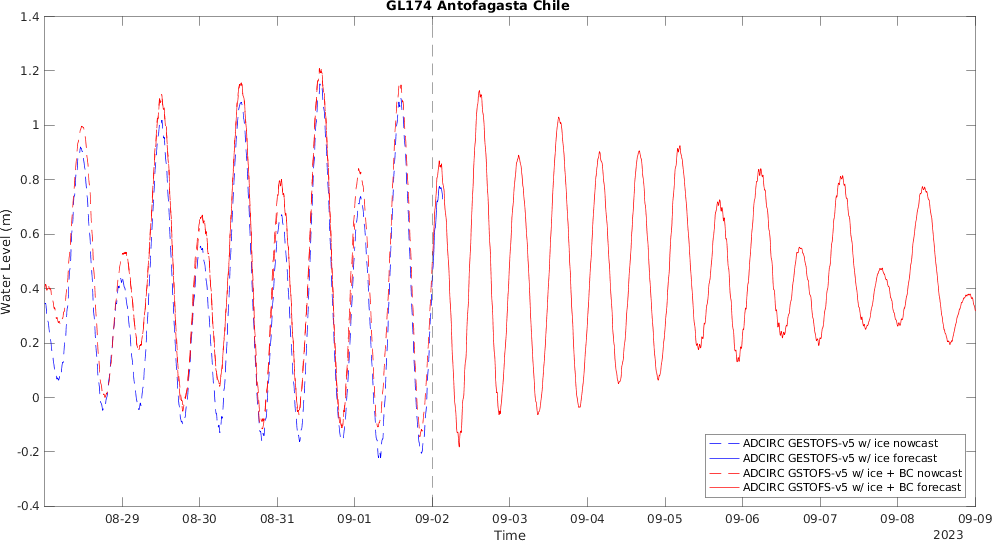 GL174 Antofagasta Chile
1.4
1.2
1
0.8
0.6
0.4
0.2
0
-0.2
-0.4
Water Level (m)
08-29 08-30 08-31 09-01 09-02 09-03 09-04 09-05 09-06 09-07 09-08 09-09
2023
Time
ADCIRC GESTOFS-v5 w/ ice nowcast
ADCIRC GESTOFS-v5 w/ ice forecast
ADCIRC GSTOFS-v5 w/ ice + BC nowcast
ADCIRC GSTOFS-v5 w/ ice + BC forecast